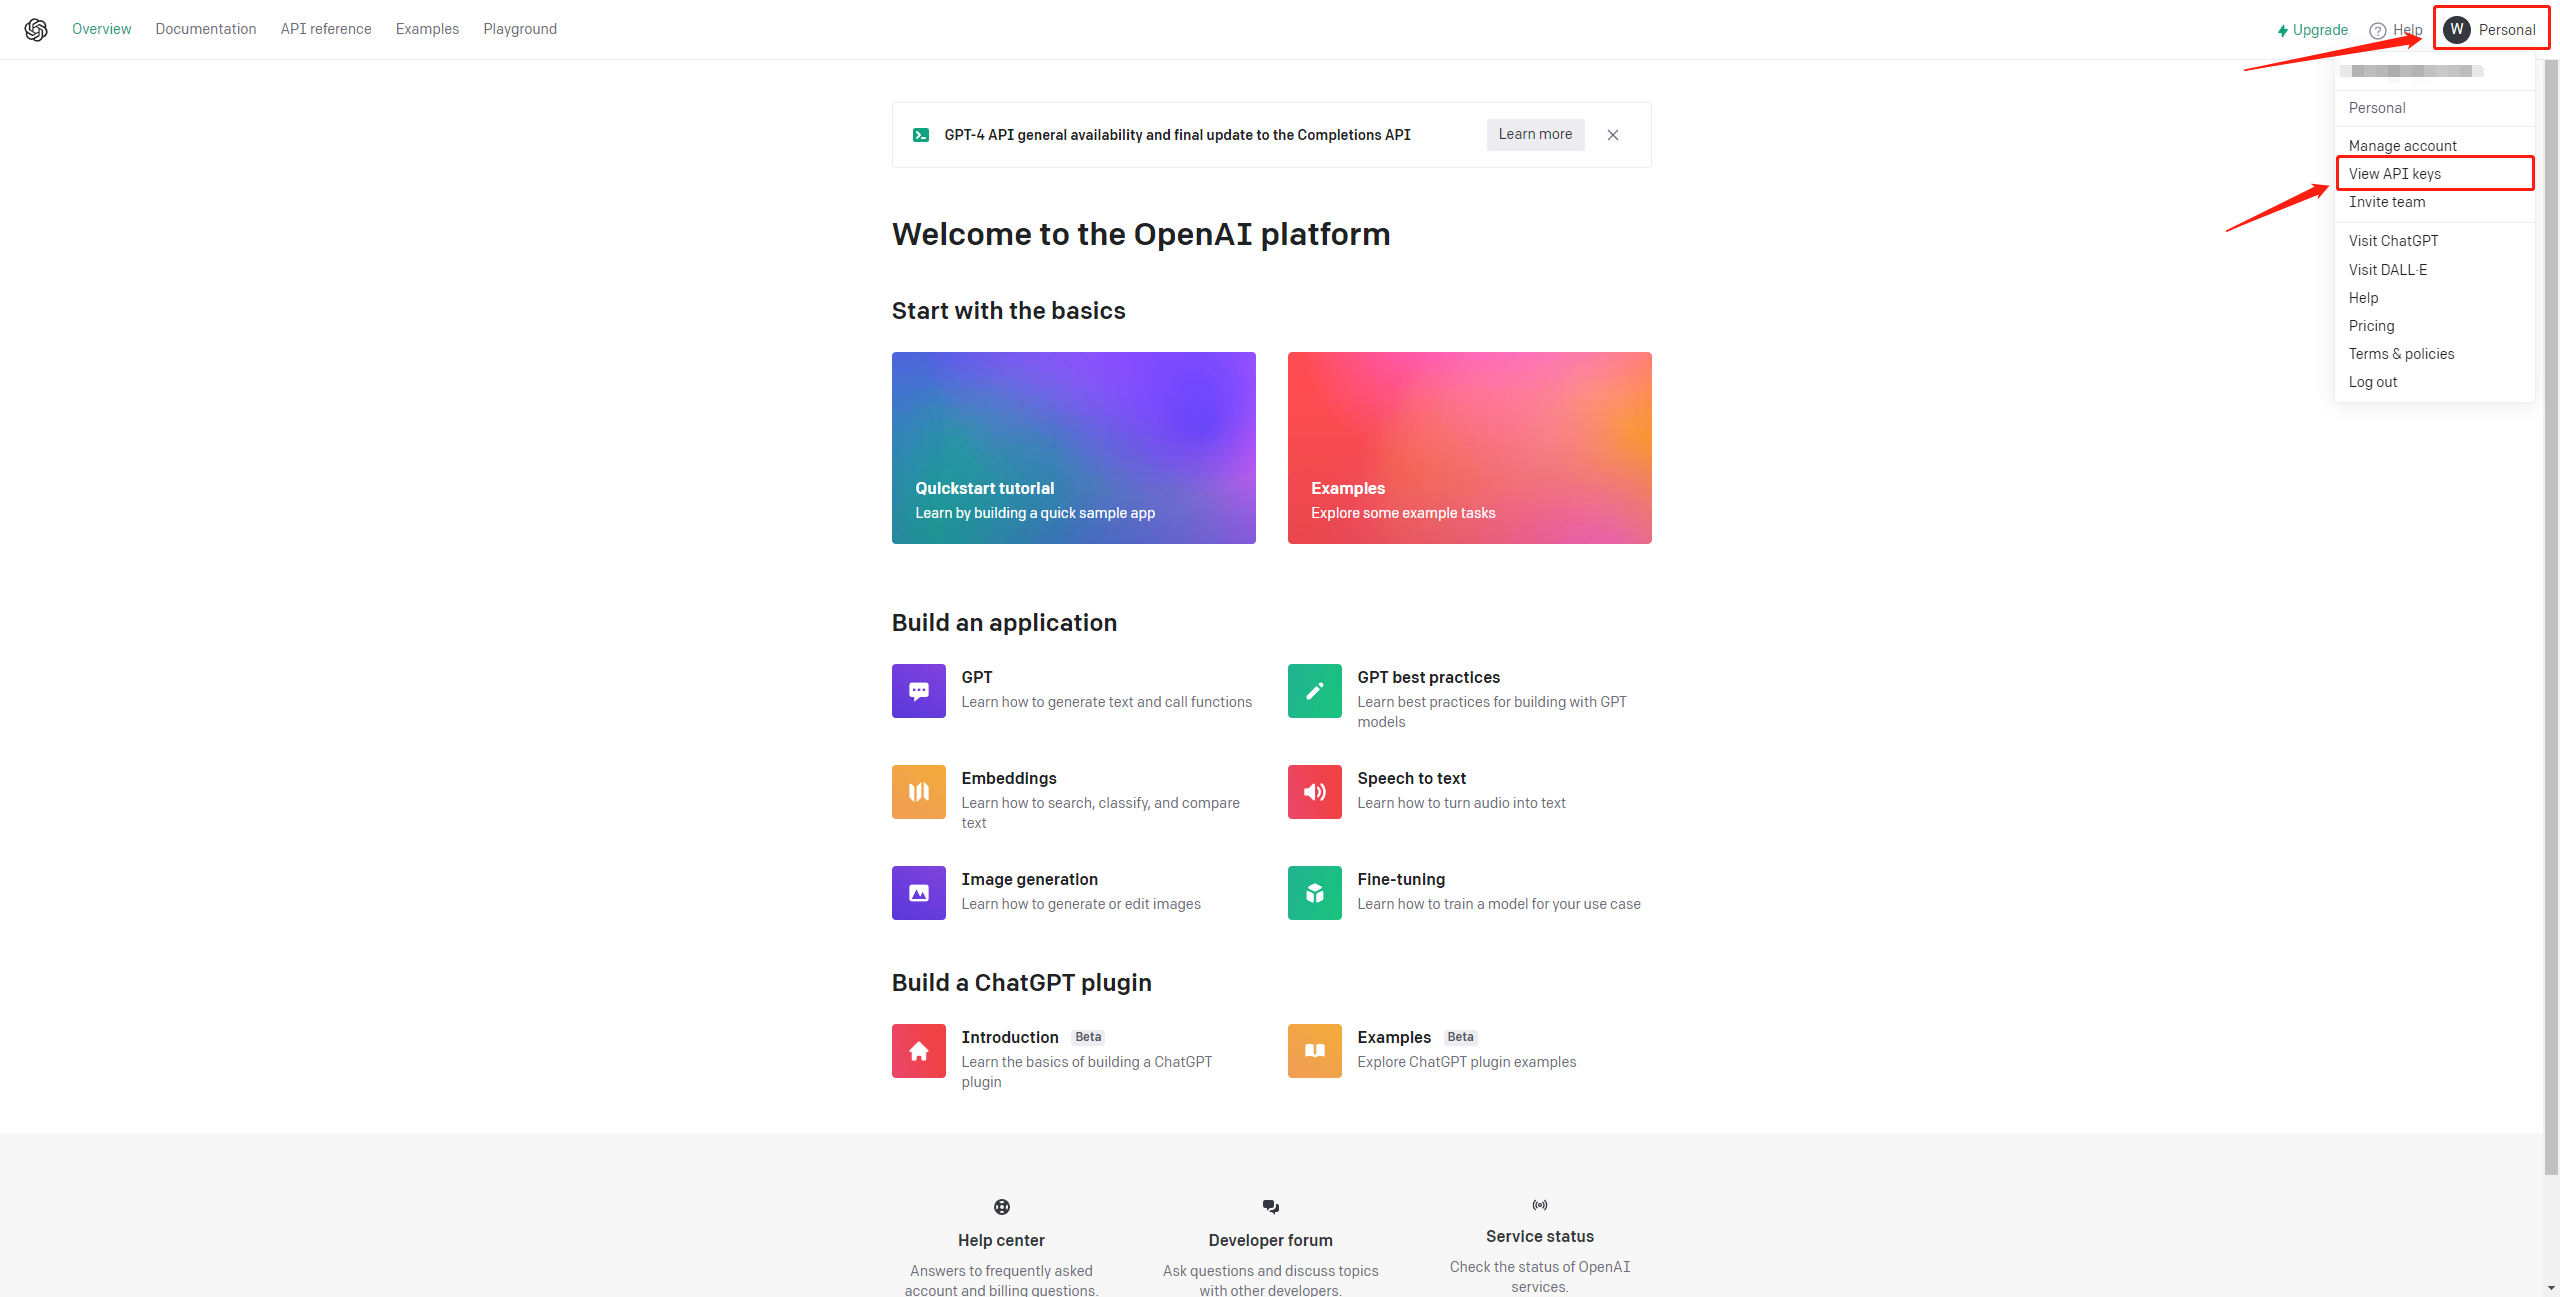 Overview Documentation API reference Examples Playground
Upgrade Help W Personal
Personal
Manage account
View API keys
Invite team
Visit ChatGPT
Visit DALL·E
Help
Pricing
Terms & policies
Log out
GPT-4 API general availability and final update to the Completions API Learn more
Welcome to the OpenAI platform
Start with the basics
Quickstart tutorial
Learn by building a quick sample app
Examples
Explore some example tasks
Build an application
GPT
Learn how to generate text and call functions
GPT best practices
Learn best practices for building with GPT
models
Embeddings
Learn how to search, classify, and compare
text
Speech to text
Learn how to turn audio into text
Image generation
Learn how to generate or edit images
Fine-tuning
Learn how to train a model for your use case
Build a ChatGPT plugin
Introduction Beta
Learn the basics of building a ChatGPT
plugin
Examples Beta
Explore ChatGPT plugin examples
Help center
Answers to frequently asked
account and billing questions.
Developer forum
Ask questions and discuss topics
with other developers.
Service status
Check the status of OpenAI
services.